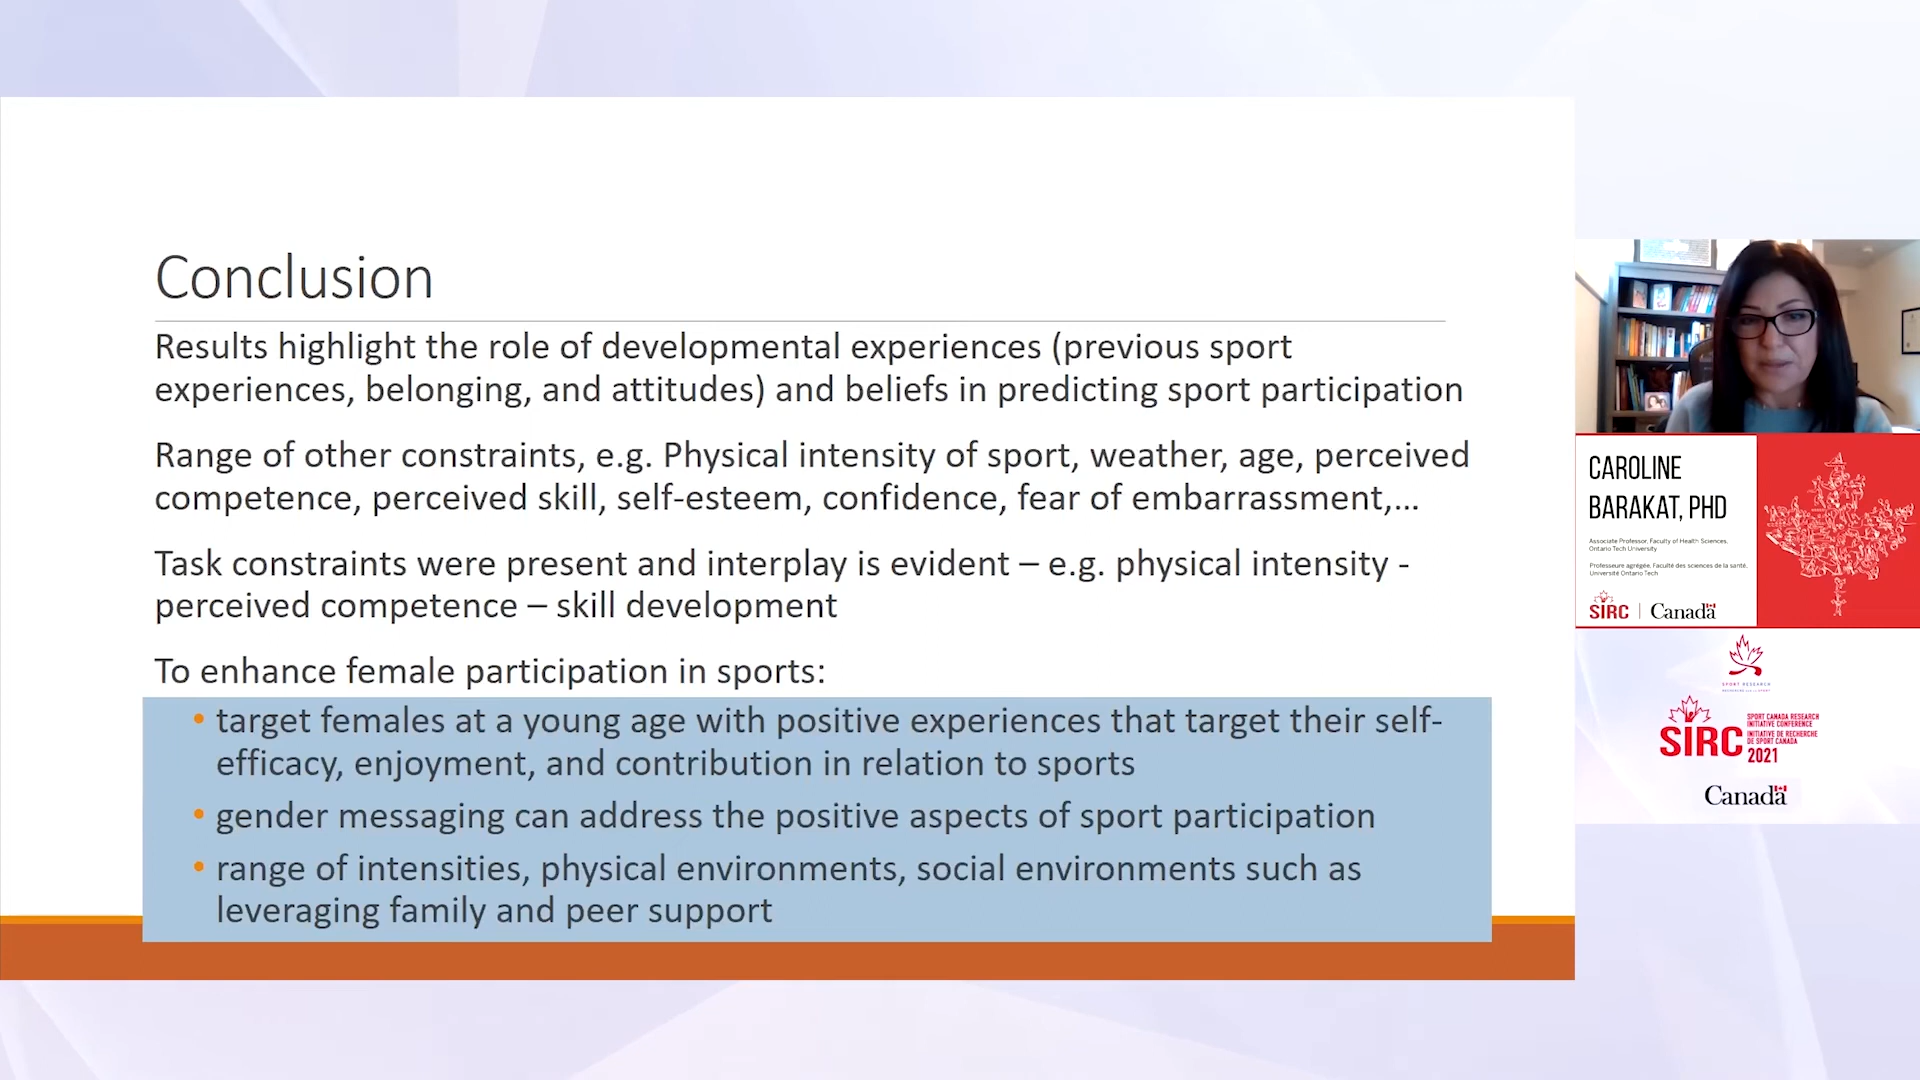 Conclusion
Results highlight the role of developmental experiences (previous sport
experiences, belonging, and attitudes) and beliefs in predicting sport participation
Range of other constraints, e.g. Physical intensity of sport, weather, age, perceived
competence, perceived skill, self-esteem, confidence, fear of embarrassment,...
Task constraints were present and interplay is evident – e.g. physical intensity -
perceived competence – skill development
To enhance female participation in sports:
• target females at a young age with positive experiences that target their self-
efficacy, enjoyment, and contribution in relation to sports
• gender messaging can address the positive aspects of sport participation
• range of intensities, physical environments, social environments such as
leveraging family and peer support
CAROLINE
BARAKAT, PHD
Associate Professor, Faculty of Health Sciences,
Ontario Tech University
Professeure agrégée, Faculté des sciences de la santé,
Université Ontario Tech
SIRC | Canada
SPORT RESEARCH
SIRC
SPORT CANADA RESEARCH
INITIATIVE CONFERENCE
INITIATIVE DE RECHERCHE
DE SPORT CANADA
2021
Canada